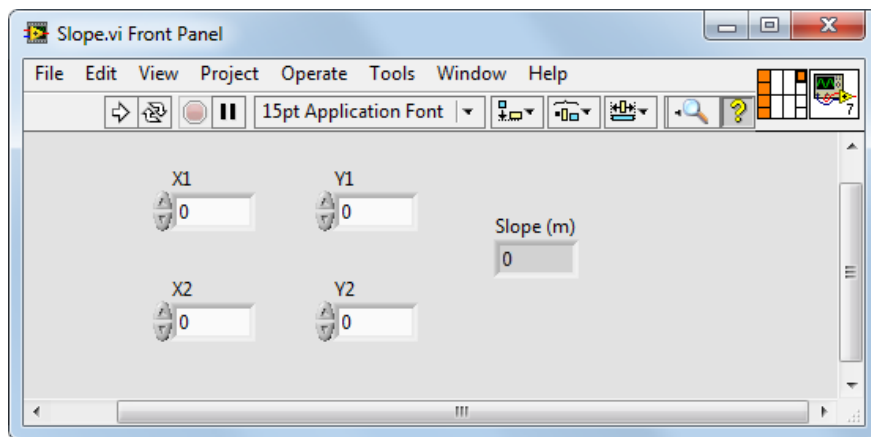 Slope.vi Front Panel
File Edit View Project Operate Tools Window Help
15pt Application Font
7
X1 Y1
0 0
Slope (m)
0
X2 Y2
0 0